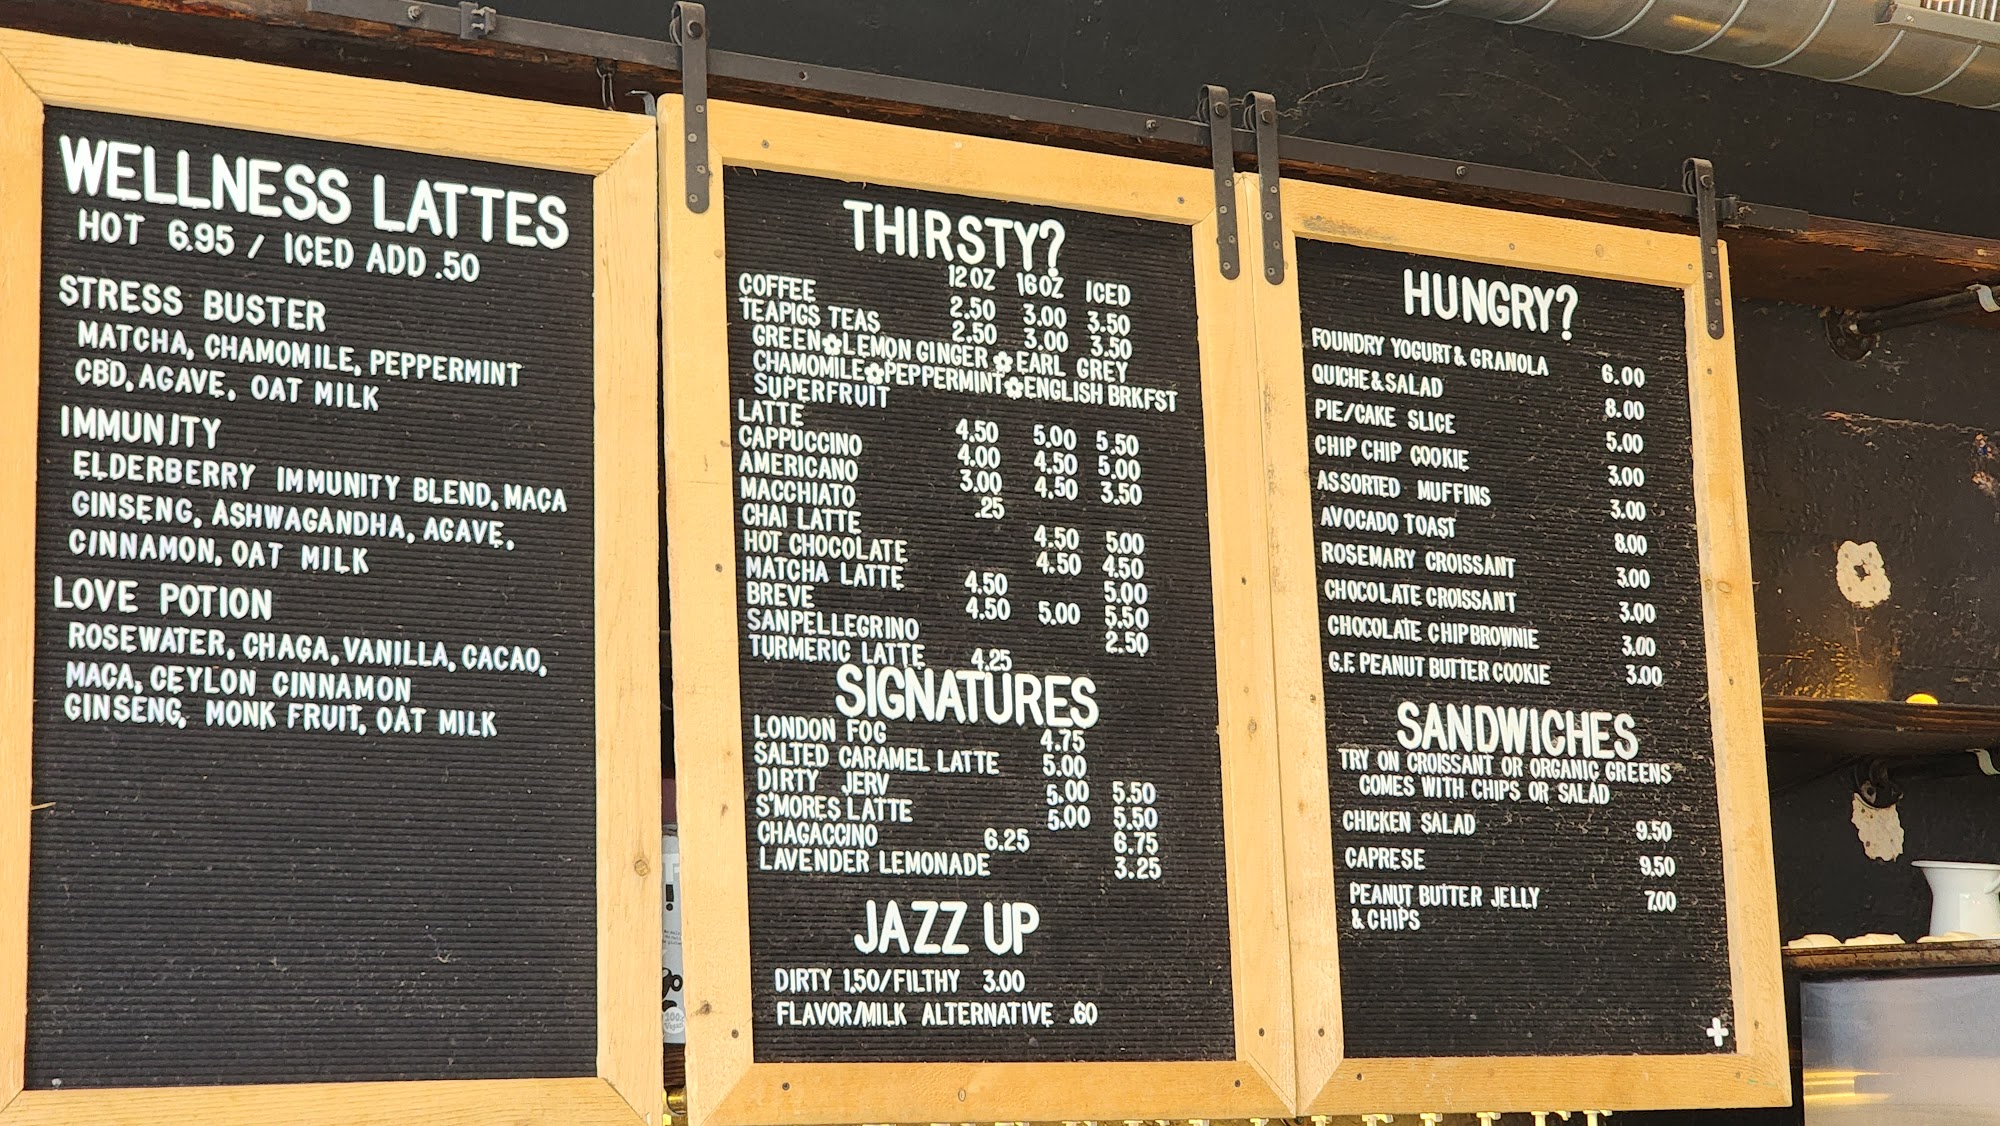 WELLNESS LATTES
HOT 6.95 / ICED ADD .50
STRESS BUSTER
MATCHA, CHAMOMILE, PEPPERMINT
CBD, AGAVE, OAT MILK
IMMUNITY
ELDERBERRY IMMUNITY BLEND, MACA
GINSENG, ASHWAGANDHA, AGAVE,
CINNAMON, OAT MILK
LOVE POTION
ROSEWATER, CHAGA, VANILLA, CACAO,
MACA, CEYLON CINNAMON
GINSENG, MONK FRUIT, OAT MILK
THIRSTY?
12OZ 16OZ ICED
COFFEE 2.50 3.00 3.50
TEAPIGS TEAS 2.50 3.00 3.50
GREEN✿LEMON GINGER✿EARL GREY
CHAMOMILE✿PEPPERMINT✿ENGLISH BRKFST
SUPERFRUIT
LATTE 4.50 5.00 5.50
CAPPUCCINO 4.00 4.50 5.00
AMERICANO 3.00 4.50 3.50
MACCHIATO .25
CHAI LATTE 4.50 5.00
HOT CHOCOLATE 4.50 4.50
MATCHA LATTE 4.50 5.00
BREVE 4.50 5.00 5.50
SANPELLEGRINO 2.50
TURMERIC LATTE 4.25
SIGNATURES
LONDON FOG 4.75
SALTED CARAMEL LATTE 5.00
DIRTY JERV 5.00 5.50
S'MORES LATTE 5.00 5.50
CHAGACCINO 6.25 6.75
LAVENDER LEMONADE 3.25
JAZZ UP
DIRTY 1.50/FILTHY 3.00
FLAVOR/MILK ALTERNATIVE .60
HUNGRY?
FOUNDRY YOGURT & GRANOLA 6.00
QUICHE & SALAD 8.00
PIE/CAKE SLICE 5.00
CHIP CHIP COOKIE 3.00
ASSORTED MUFFINS 3.00
AVOCADO TOAST 8.00
ROSEMARY CROISSANT 3.00
CHOCOLATE CROISSANT 3.00
CHOCOLATE CHIP BROWNIE 3.00
G.F. PEANUT BUTTER COOKIE 3.00
SANDWICHES
TRY ON CROISSANT OR ORGANIC GREENS
COMES WITH CHIPS OR SALAD
CHICKEN SALAD 9.50
CAPRESE 9.50
PEANUT BUTTER JELLY 7.00
& CHIPS